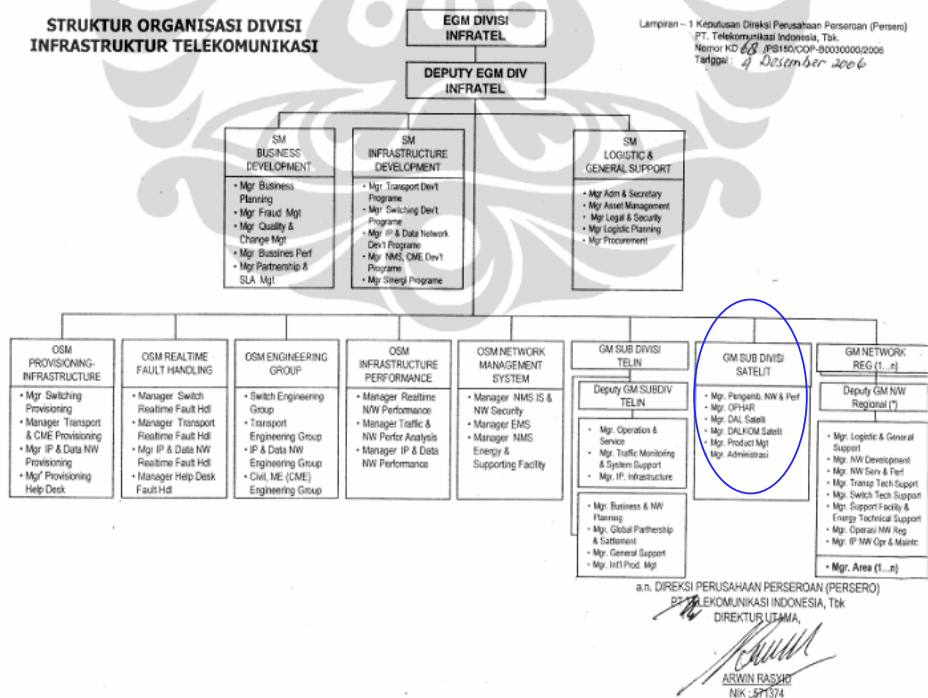 STRUKTUR ORGANISASI DIVISI
INFRASTRUKTUR TELEKOMUNIKASI
EGM DIVISI
INFRATEL
Lampiran – 1 Keputusan Direksi Perusahaan Perseroan (Persero)
PT. Telekomunikasi Indonesia, Tbk.
Nomor KD 68 /PS150/COP-B0030000/2006
Tanggal : 4 Desember 2006
DEPUTY EGM DIV
INFRATEL
SM
BUSINESS
DEVELOPMENT
• Mgr Business
Planning
• Mgr Fraud Mgt
• Mgr Quality &
Change Mgt
• Mgr Bussines Perf
• Mgr Partnership &
SLA Mgt
SM
INFRASTRUCTURE
DEVELOPMENT
• Mgr Transport Dev't
Programe
• Mgr Switching Dev't
Programe
• Mgr IP & Data Network
Dev't Programe
• Mgr NMS, CME Dev't
Programe
• Mgr Sinergi Programe
SM
LOGISTIC &
GENERAL SUPPORT
• Mgr Adm & Secretary
• Mgr Asset Management
• Mgr Legal & Security
• Mgr Logistic Planning
• Mgr Procurement
OSM
PROVISIONING-
INFRASTRUCTURE
• Mgr Switching
Provisioning
• Manager Transport
& CME Provisioning
• Mgr IP & Data NW
Provisioning
• Mgr Provisioning
Help Desk
OSM REALTIME
FAULT HANDLING
• Manager Switch
Realtime Fault Hdl
• Manager Transport
Realtime Fault Hdl
• Mgr IP & Data NW
Realtime Fault Hdl
• Manager Help Desk
Fault Hdl
OSM ENGINEERING
GROUP
• Switch Engineering
Group
• Transport
Engineering Group
• IP & Data NW
Engineering Group
• Civil, ME (CME)
Engineering Group
OSM
INFRASTRUCTURE
PERFORMANCE
• Manager Realtime
N/W Performance
• Manager Traffic &
NW Perfor Analysis
• Manager IP & Data
NW Performance
OSM NETWORK
MANAGEMENT
SYSTEM
• Manager NMS IS &
NW Security
• Manager EMS
• Manager NMS
Energy &
Supporting Facility
GM SUB DIVISI
TELIN
Deputy GM SUBDIV
TELIN
• Mgr. Operation &
Service
• Mgr. Traffic Monitoring
& System Support
• Mgr. IP. Infrastructure
• Mgr. Business & NW
Planning
• Mgr. Global Parthership
& Sattlement
• Mgr. General Support
• Mgr. Int'l Prod. Mgt
GM SUB DIVISI
SATELIT
• Mgr. Pengamb. NW & Perf
• Mgr. OPHAR
• Mgr. DAL Satelit
• Mgr. DALKOM Satelit
• Mgr. Product Mgt
Mgr. Administrasi
GM NETWORK
REG (1...n)
Deputy GM N/W
Regional (*)
• Mgr. Logistic & General
Support
• Mgr. NW Development
• Mgr. NW Serv & Perf
• Mgr. Transp Tech Support
• Mgr. Switch Tech Support
• Mgr. Support Facility &
Energy Technical Support
• Mgr. Operasi NW Reg
• Mgr. IP NW Opr & Maintc
• Mgr. Area (1...n)
a.n. DIREKSI PERUSAHAAN PERSEROAN (PERSERO)
PT TELEKOMUNIKASI INDONESIA, Tbk
DIREKTUR UTAMA,
ARWIN RASYID
NIK : 571374